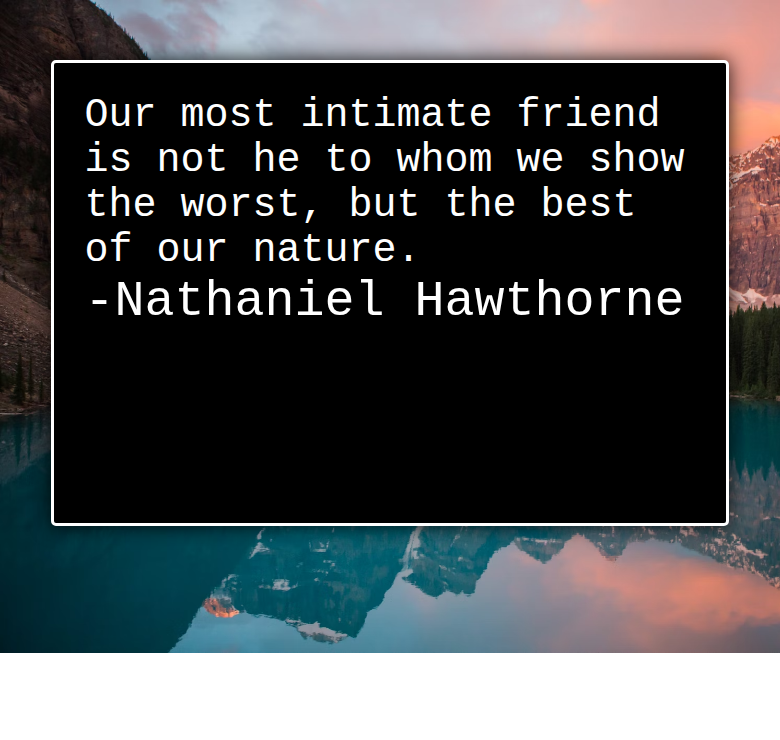 Our most intimate friend
is not he to whom we show
the worst, but the best
of our nature.
-Nathaniel Hawthorne